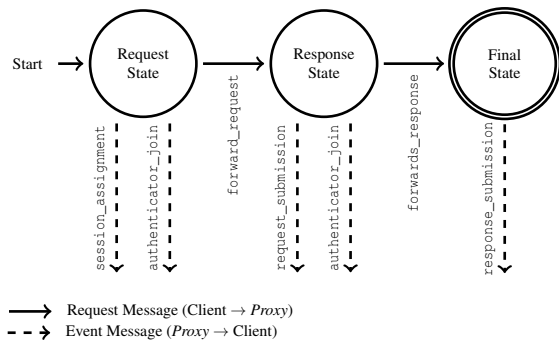 Start
Request
State
Response
State
Final
State
forward_request
forwards_response
session_assignment
authenticator_join
request_submission
authenticator_join
response_submission
Request Message (Client → Proxy)
Event Message (Proxy → Client)